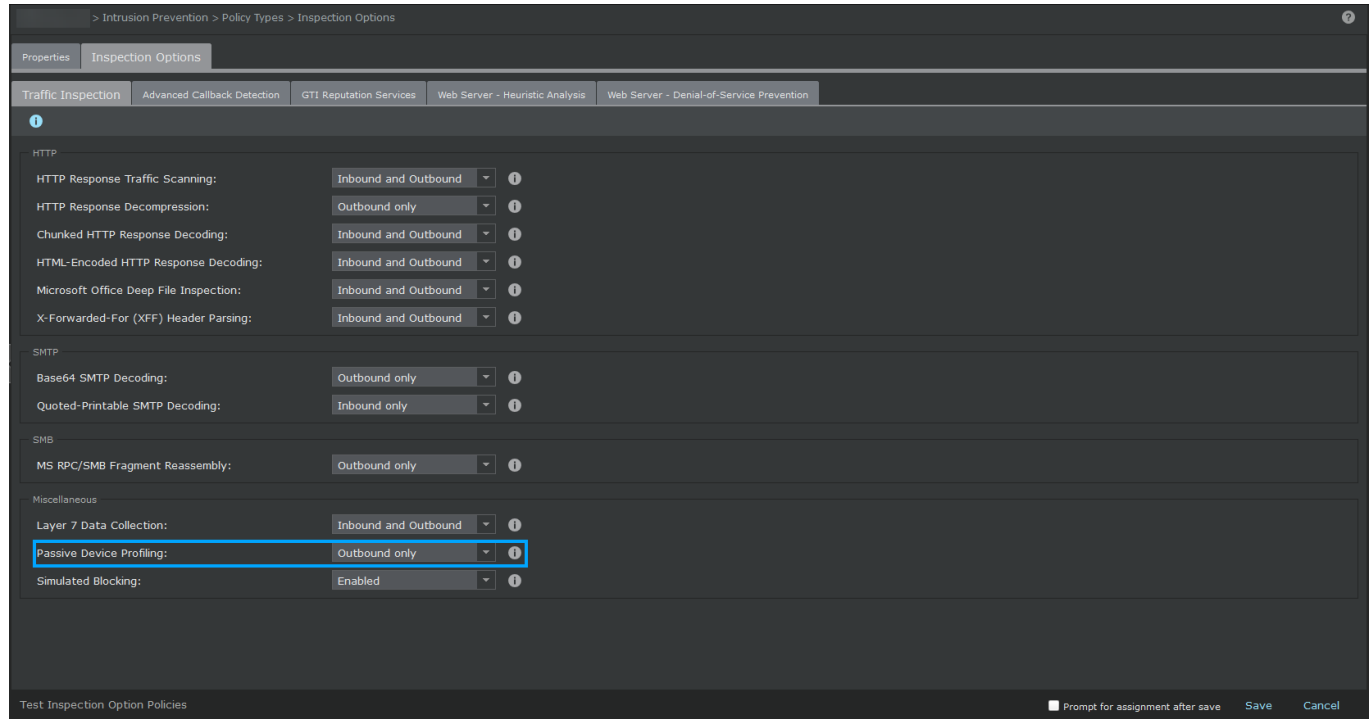 > Intrusion Prevention > Policy Types > Inspection Options
Properties Inspection Options
Traffic Inspection Advanced Callback Detection GTI Reputation Services Web Server - Heuristic Analysis Web Server - Denial-of-Service Prevention
HTTP
HTTP Response Traffic Scanning: Inbound and Outbound
HTTP Response Decompression: Outbound only
Chunked HTTP Response Decoding: Inbound and Outbound
HTML-Encoded HTTP Response Decoding: Inbound and Outbound
Microsoft Office Deep File Inspection: Inbound and Outbound
X-Forwarded-For (XFF) Header Parsing: Inbound and Outbound
SMTP
Base64 SMTP Decoding: Outbound only
Quoted-Printable SMTP Decoding: Inbound only
SMB
MS RPC/SMB Fragment Reassembly: Outbound only
Miscellaneous
Layer 7 Data Collection: Inbound and Outbound
Passive Device Profiling: Outbound only
Simulated Blocking: Enabled
Test Inspection Option Policies Prompt for assignment after save Save Cancel